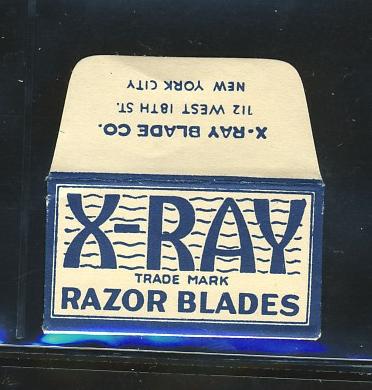 X-RAY BLADE CO.
112 WEST 18TH ST.
NEW YORK CITY
X-RAY
TRADE MARK
RAZOR BLADES